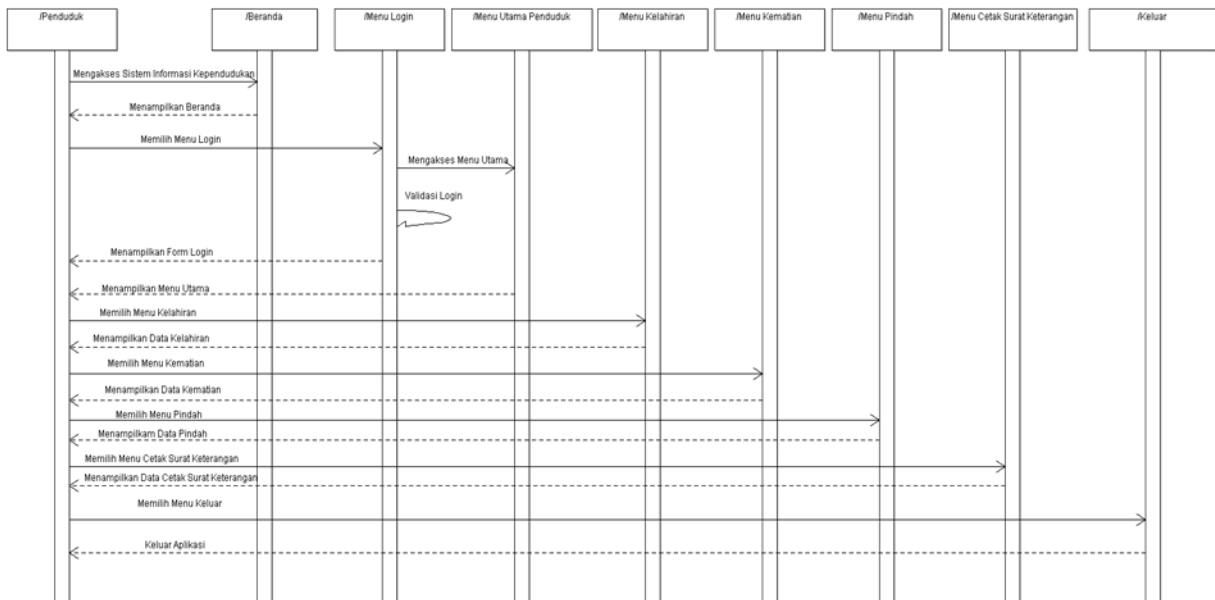 /Penduduk
/Beranda
/Menu Login
/Menu Utama Penduduk
/Menu Kelahiran
/Menu Kematian
/Menu Pindah
/Menu Cetak Surat Keterangan
/Keluar
Mengakses Sistem Informasi Kependudukan
Menampilkan Beranda
Memilih Menu Login
Mengakses Menu Utama
Validasi Login
Menampilkan Form Login
Menampilkan Menu Utama
Memilih Menu Kelahiran
Menampilkan Data Kelahiran
Memilih Menu Kematian
Menampilkan Data Kematian
Memilih Menu Pindah
Menampilkam Data Pindah
Memilih Menu Cetak Surat Keterangan
Menampilkan Data Cetak Surat Keterangan
Memilih Menu Keluar
Keluar Aplikasi